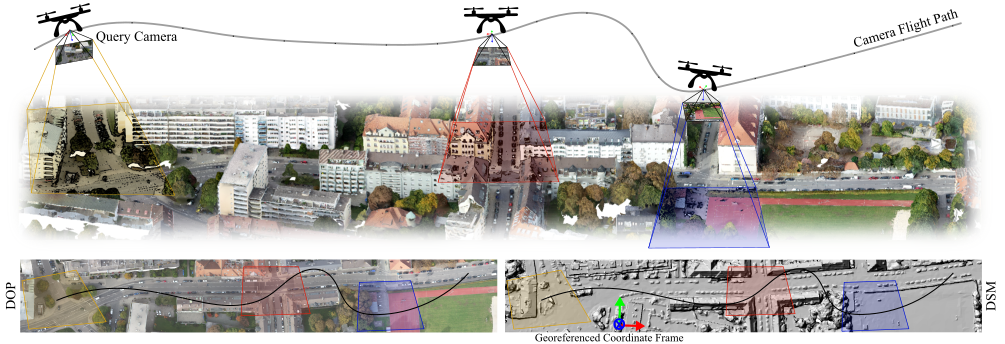 Query Camera
Camera Flight Path
DOP
DSM
Georeferenced Coordinate Frame